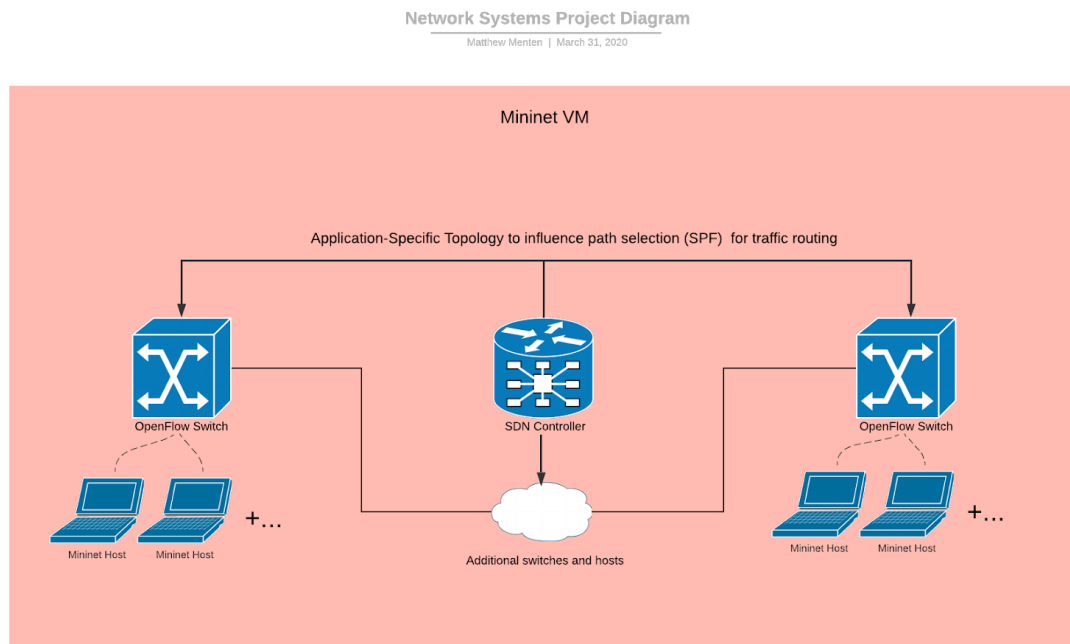 Network Systems Project Diagram
Matthew Menten | March 31, 2020
Mininet VM
Application-Specific Topology to influence path selection (SPF) for traffic routing
OpenFlow Switch
SDN Controller
OpenFlow Switch
+...
+...
Mininet Host
Mininet Host
Mininet Host
Mininet Host
Additional switches and hosts